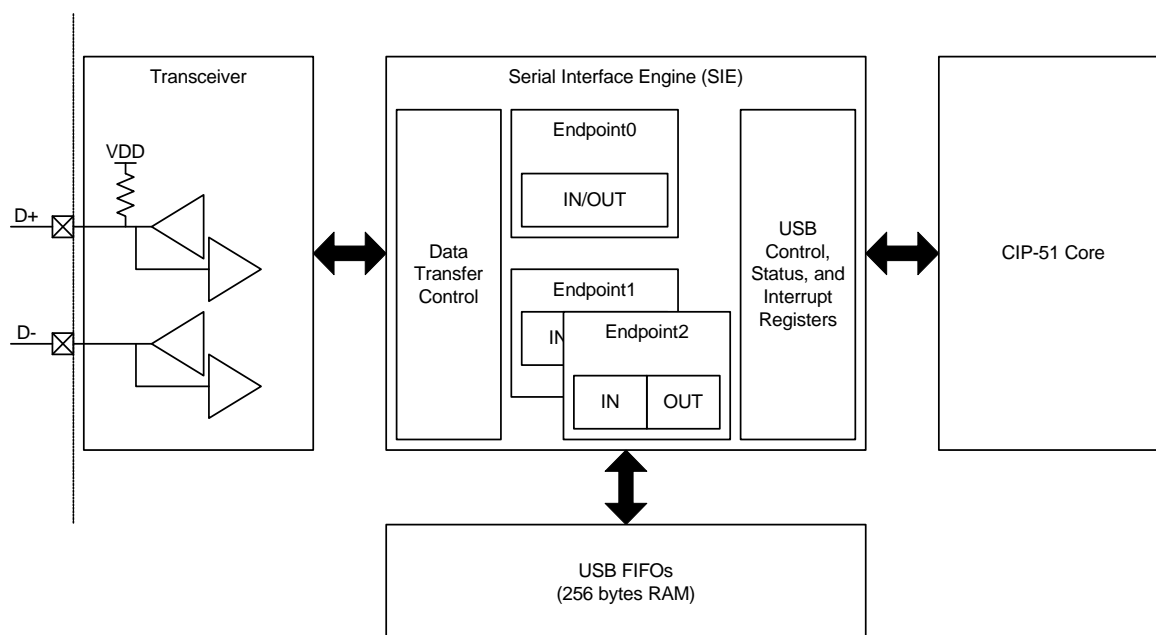 Transceiver
VDD
D+
D-
Serial Interface Engine (SIE)
Data
Transfer
Control
Endpoint0
IN/OUT
Endpoint1
IN
Endpoint2
IN
OUT
USB
Control,
Status, and
Interrupt
Registers
CIP-51 Core
USB FIFOs
(256 bytes RAM)